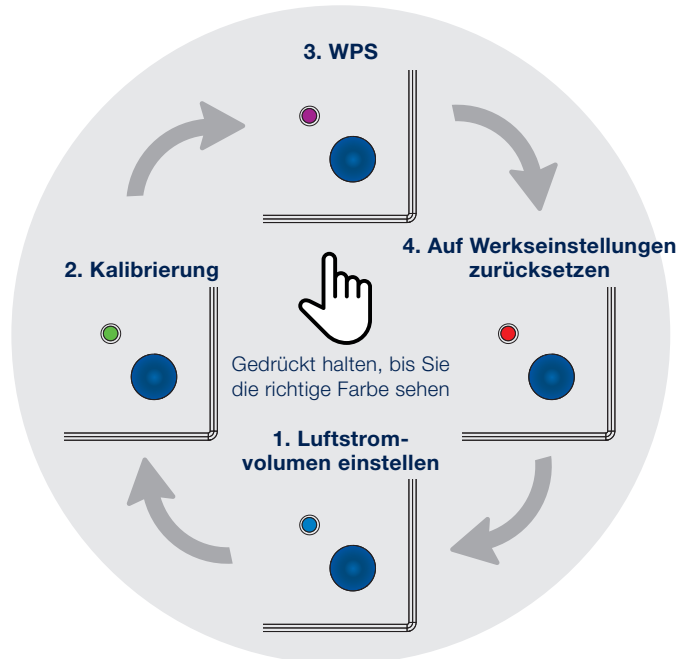 3. WPS
4. Auf Werkseinstellungen
zurücksetzen
2. Kalibrierung
Gedrückt halten, bis Sie
die richtige Farbe sehen
1. Luftstrom-
volumen einstellen